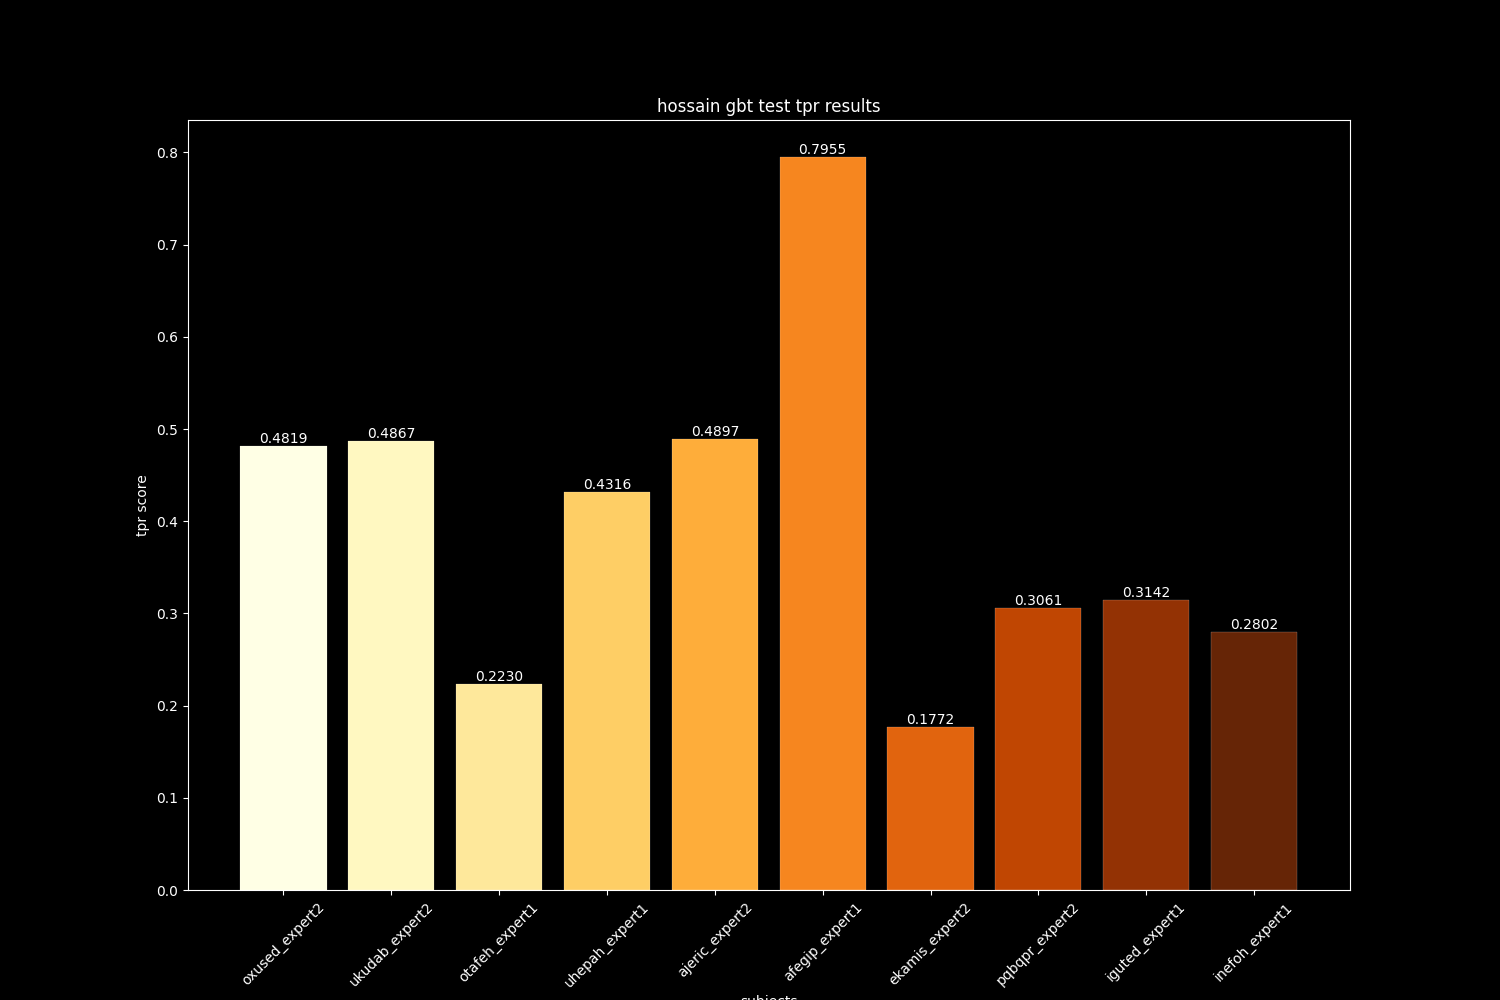 hossain gbt test tpr results
0.8
0.7
0.6
0.5
0.4
0.3
0.2
0.1
0.0
tpr score
0.4819
0.4867
0.2230
0.4316
0.4897
0.7955
0.1772
0.3061
0.3142
0.2802
oxused_expert2
ukudab_expert2
otafeh_expert1
uhepah_expert1
ajeric_expert2
afegip_expert1
ekamis_expert2
pqbqpr_expert2
iguted_expert1
inefoh_expert1
subjects